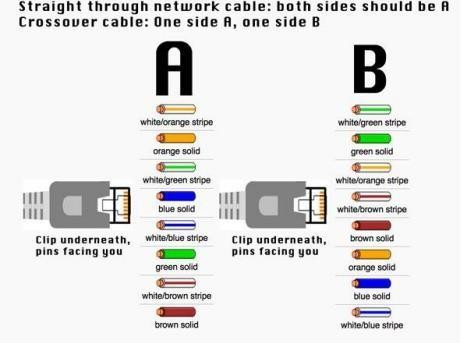 Straight through network cable: both sides should be A
Crossover cable: One side A, one side B
A
white/orange stripe
orange solid
white/green stripe
blue solid
white/blue stripe
green solid
white/brown stripe
brown solid
Clip underneath,
pins facing you
B
white/green stripe
green solid
white/orange stripe
white/brown stripe
brown solid
orange solid
blue solid
white/blue stripe
Clip underneath,
pins facing you